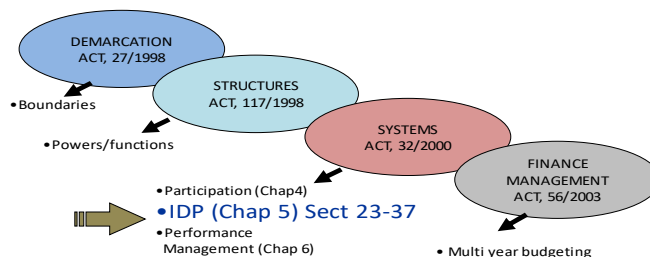 DEMARCATION
ACT, 27/1998
•Boundaries
STRUCTURES
ACT, 117/1998
•Powers/functions
SYSTEMS
ACT, 32/2000
•Participation (Chap4)
•IDP (Chap 5) Sect 23-37
•Performance
Management (Chap 6)
FINANCE
MANAGEMENT
ACT, 56/2003
• Multi year budgeting